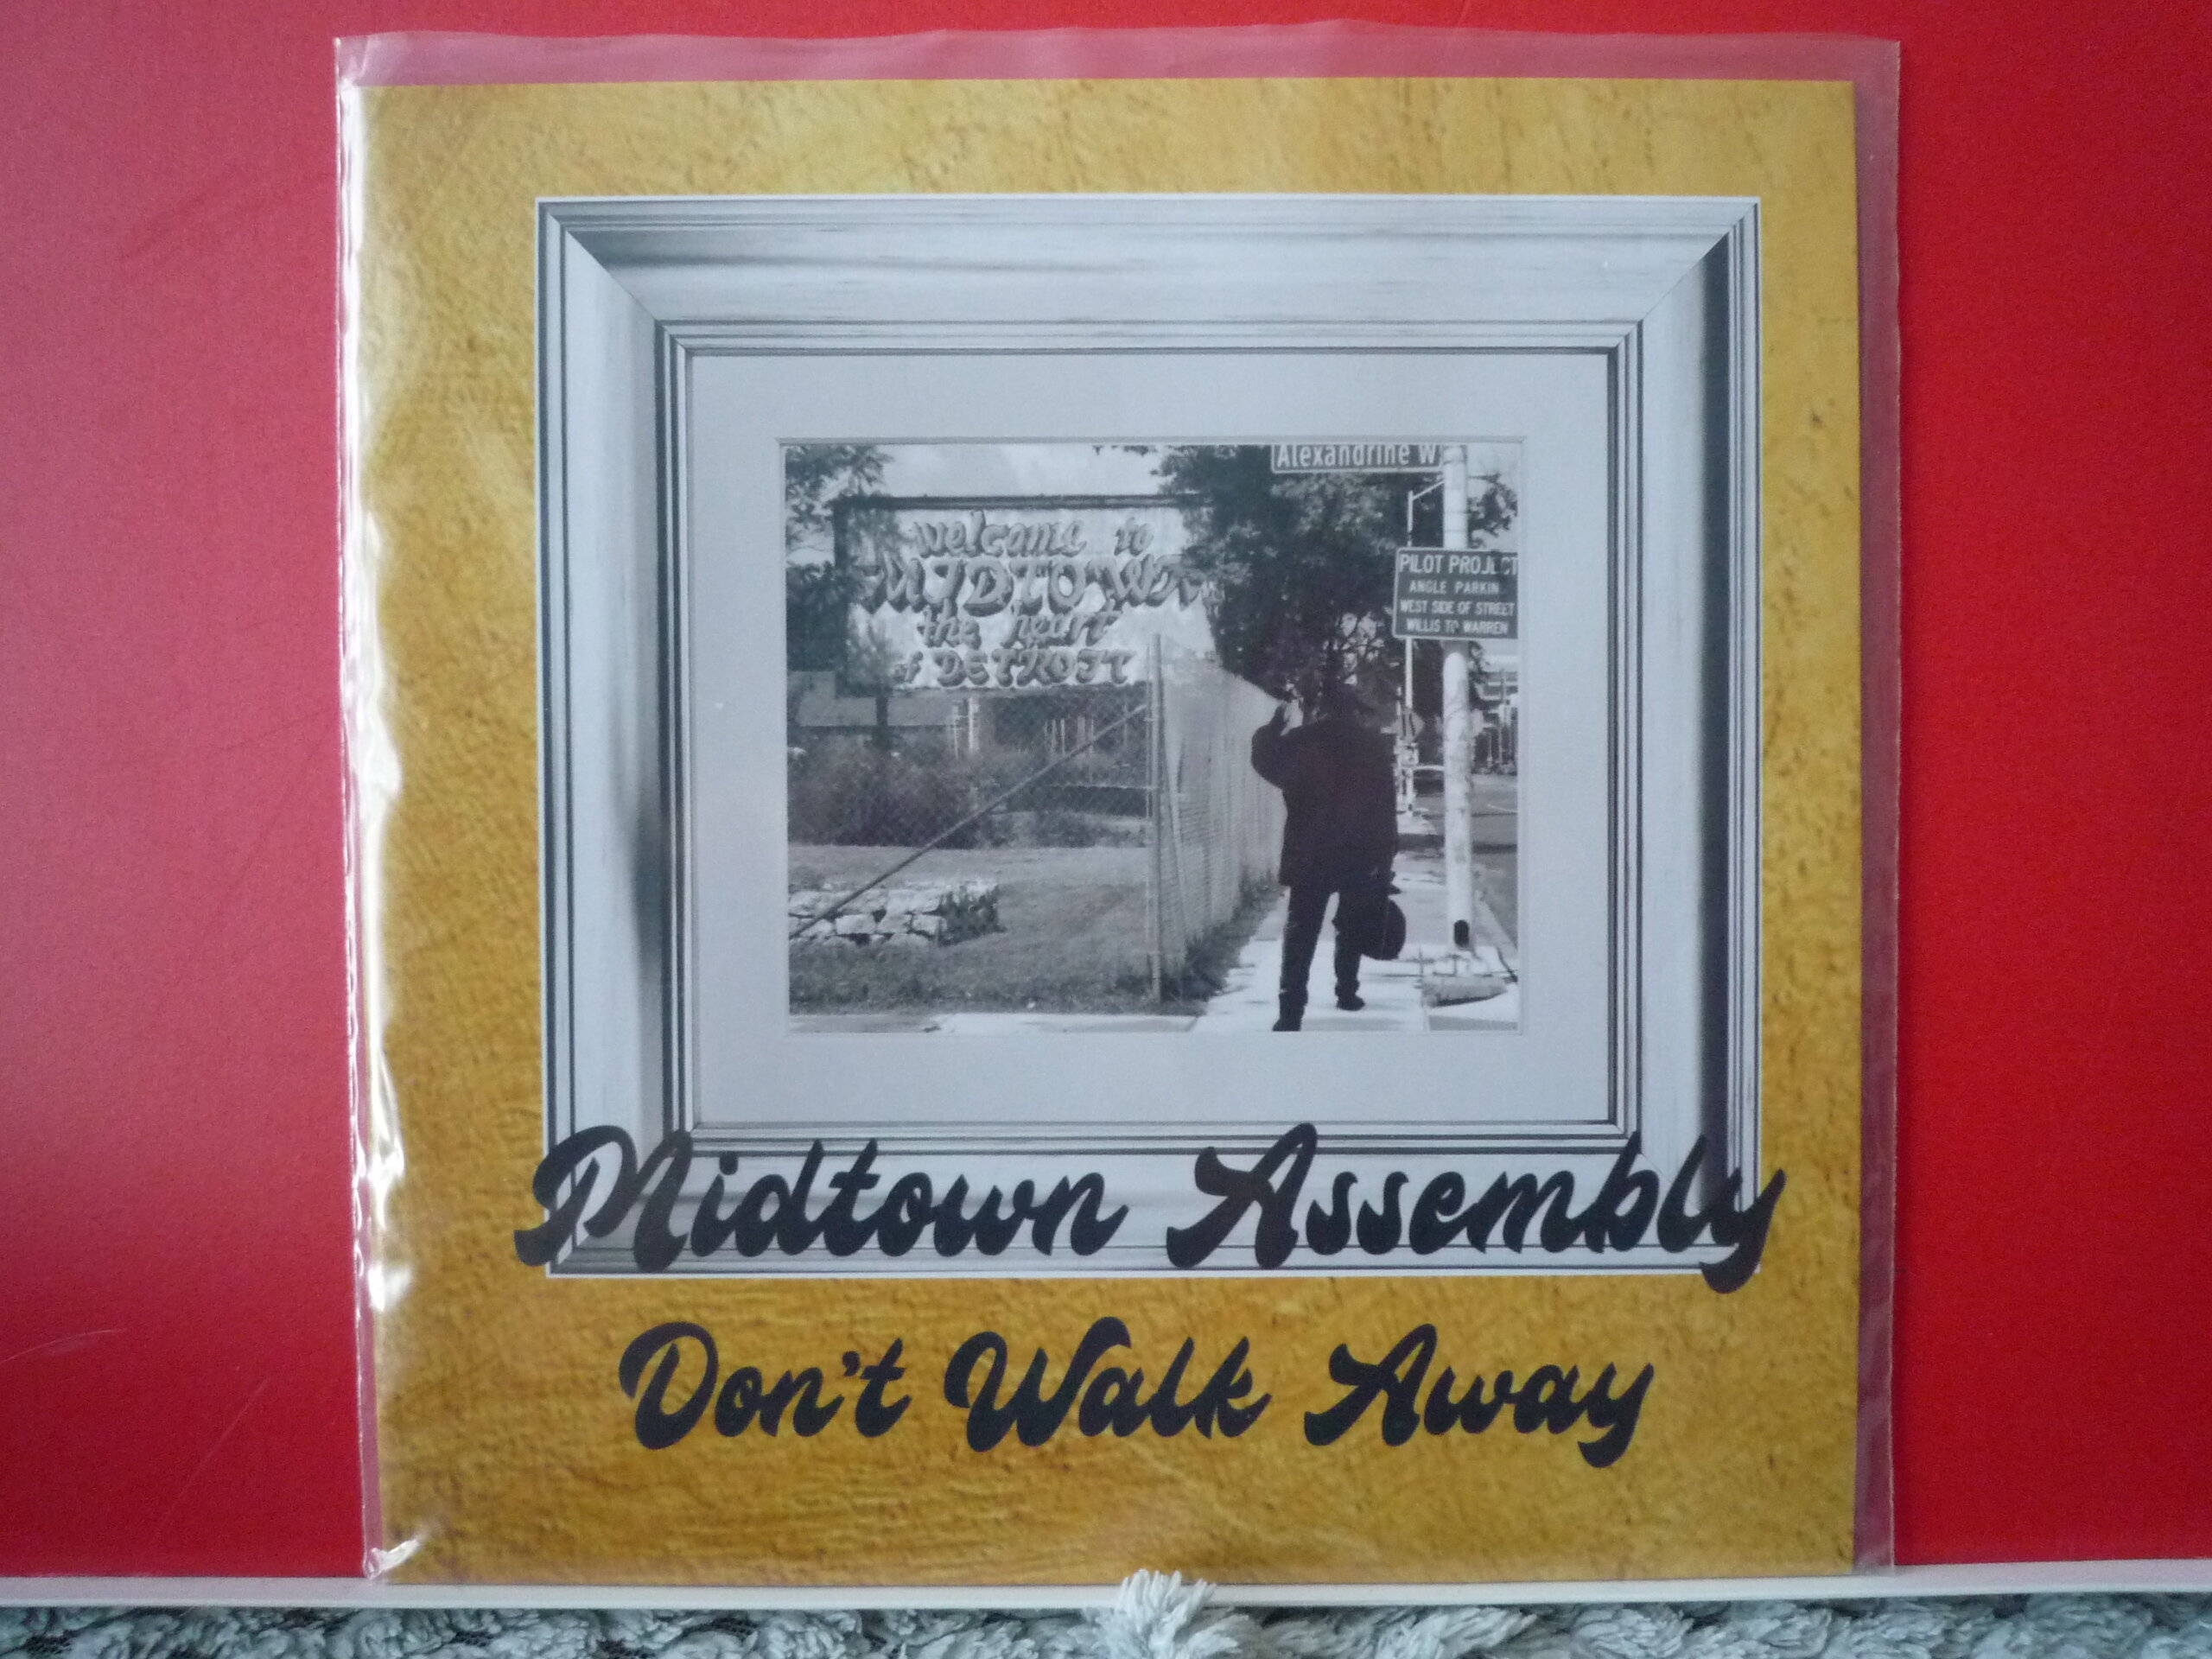 Alexandrine W
welcome to
MIDTOWN
the heart
of DETROIT
PILOT PROJECT
ANGLE PARKIN
WEST SIDE OF STREET
WILLIS TO WARREN
Midtown Assembly
Don't Walk Away